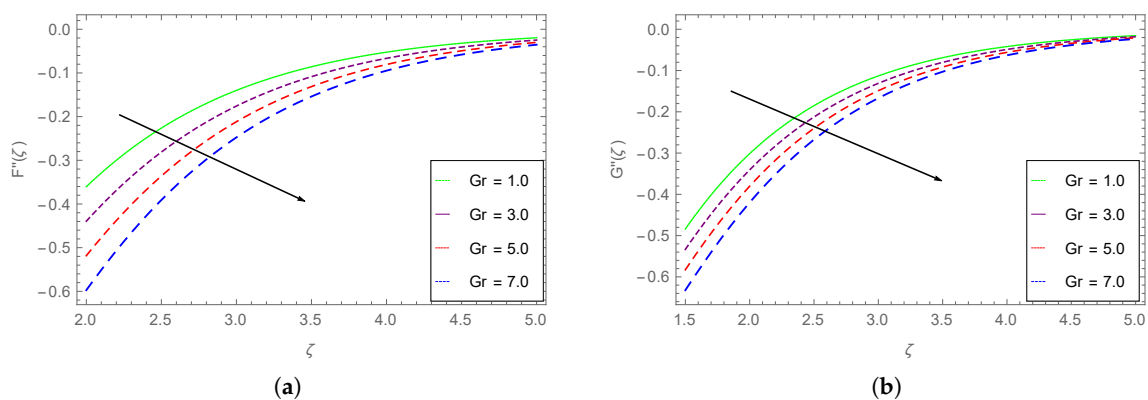 0.0
−0.1
−0.2
−0.3
−0.4
−0.5
−0.6
F''(ζ)
2.0 2.5 3.0 3.5 4.0 4.5 5.0
ζ
Gr = 1.0
Gr = 3.0
Gr = 5.0
Gr = 7.0
(a)
0.0
−0.1
−0.2
−0.3
−0.4
−0.5
−0.6
G''(ζ)
1.5 2.0 2.5 3.0 3.5 4.0 4.5 5.0
ζ
Gr = 1.0
Gr = 3.0
Gr = 5.0
Gr = 7.0
(b)